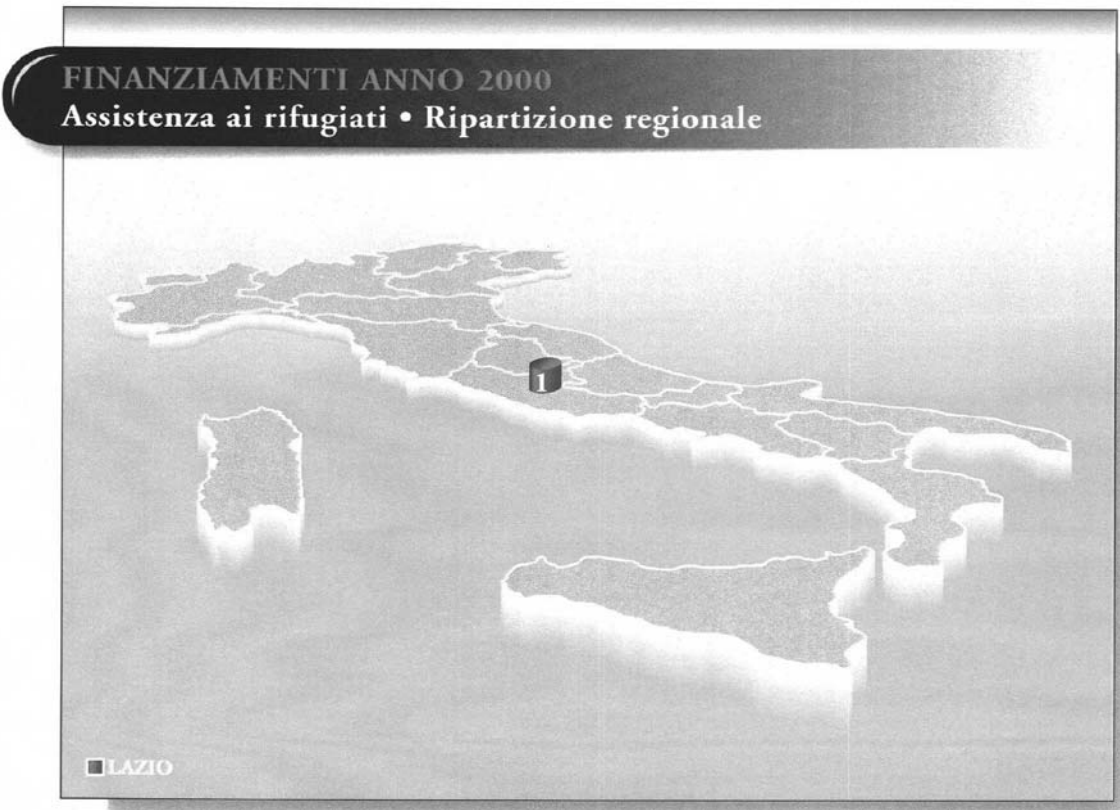 FINANZIAMENTI ANNO 2000
Assistenza ai rifugiati • Ripartizione regionale
1
LAZIO